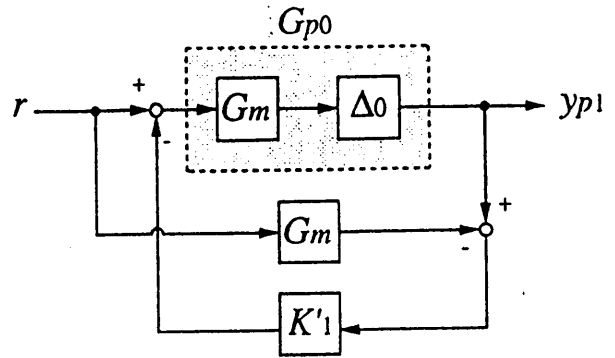 Gp0
r + Gm Δ0 yp1
-
Gm - +
K'1